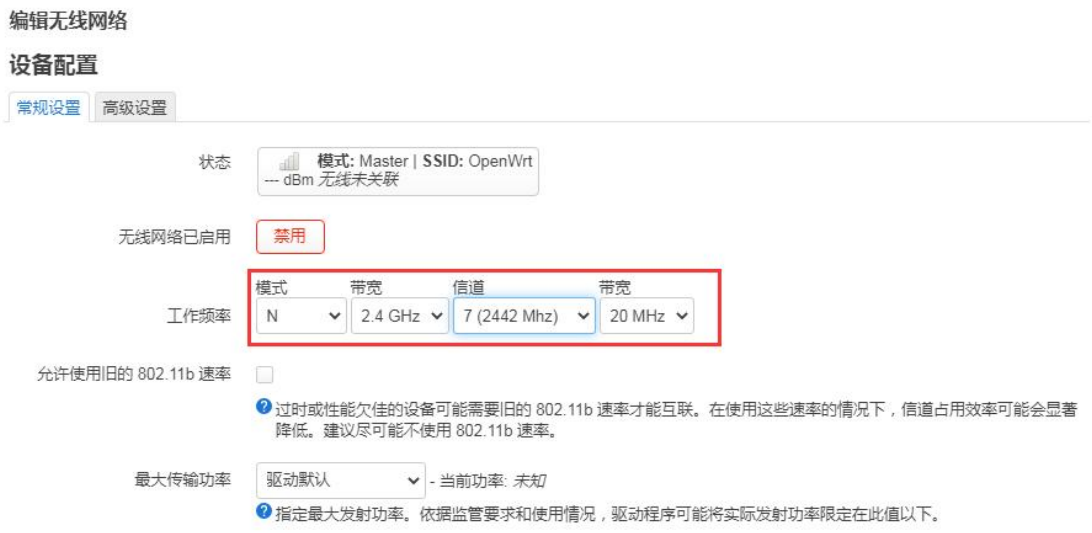 编辑无线网络
设备配置
常规设置 高级设置
状态 模式: Master | SSID: OpenWrt
--- dBm 无线未关联
无线网络已启用 禁用
模式 带宽 信道 带宽
工作频率 N 2.4 GHz 7 (2442 Mhz) 20 MHz
允许使用旧的 802.11b 速率
过时或性能欠佳的设备可能需要旧的 802.11b 速率才能互联。在使用这些速率的情况下，信道占用效率可能会显著
降低。建议尽可能不使用 802.11b 速率。
最大传输功率 驱动默认 - 当前功率: 未知
指定最大发射功率。依据监管要求和使用情况，驱动程序可能将实际发射功率限定在此值以下。